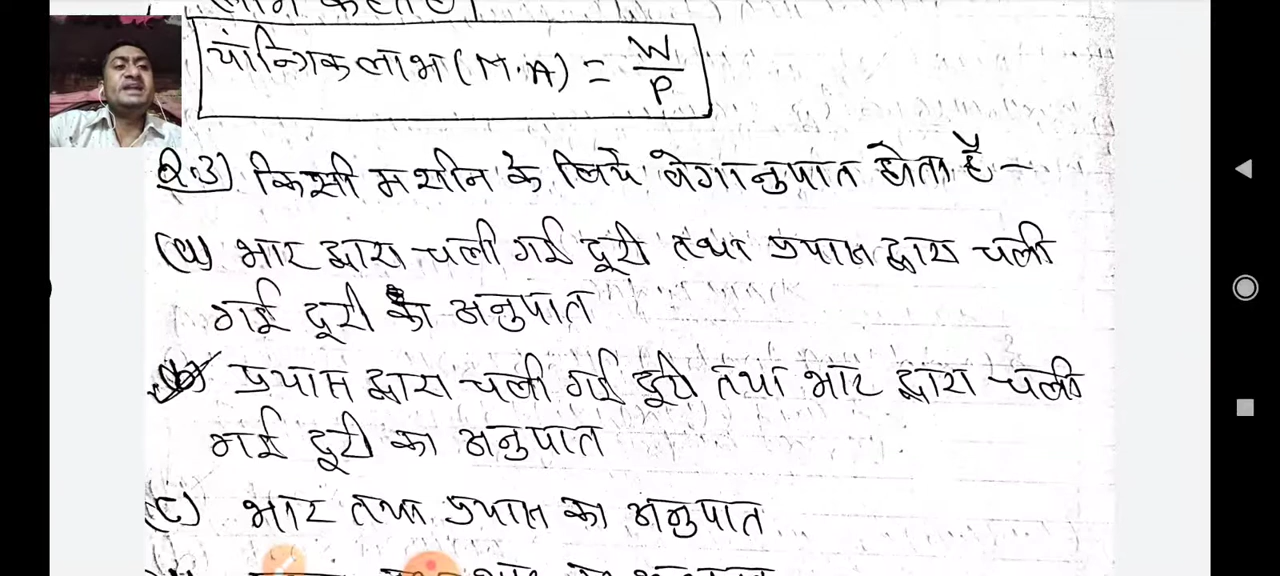 यान्त्रिक लाभ (M.A) = W/P
Q.3) किसी मशीन के लिये वेगानुपात होता है -
(a) भार द्वारा चली गई दूरी तथा प्रयास द्वारा चली
गई दूरी का अनुपात
(b) प्रयास द्वारा चली गई दूरी तथा भार द्वारा चली
गई दूरी का अनुपात
(c) भार तथा प्रयास का अनुपात